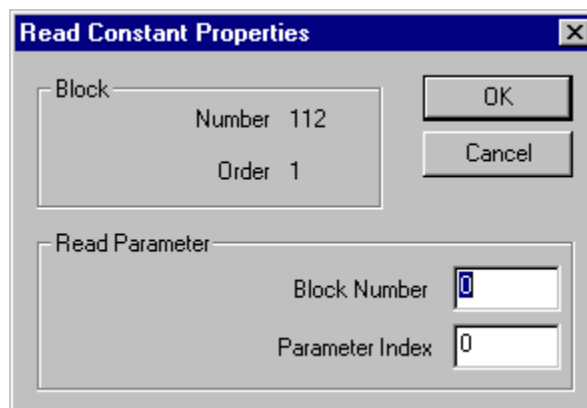 Read Constant Properties
Block
Number 112
Order 1
OK
Cancel
Read Parameter
Block Number 0
Parameter Index 0